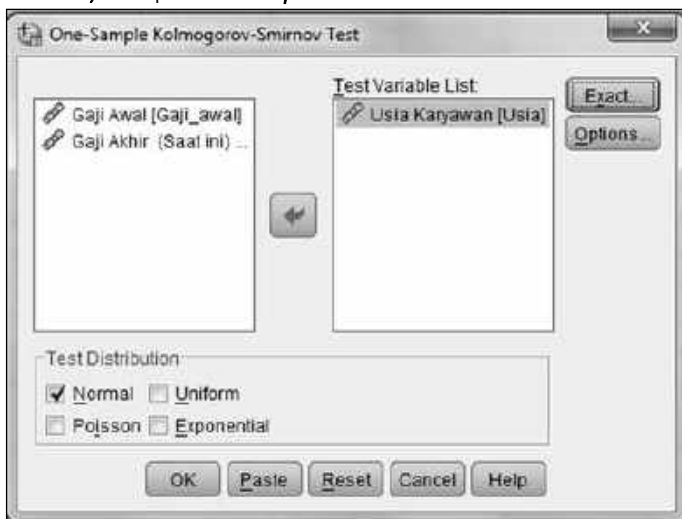 One-Sample Kolmogorov-Smirnov Test
Test Variable List:
Gaji Awal [Gaji_awal]
Gaji Akhir (Saat ini) ...
Usia Karyawan [Usia]
Exact...
Options...
Test Distribution
Normal Uniform
Poisson Exponential
OK Paste Reset Cancel Help